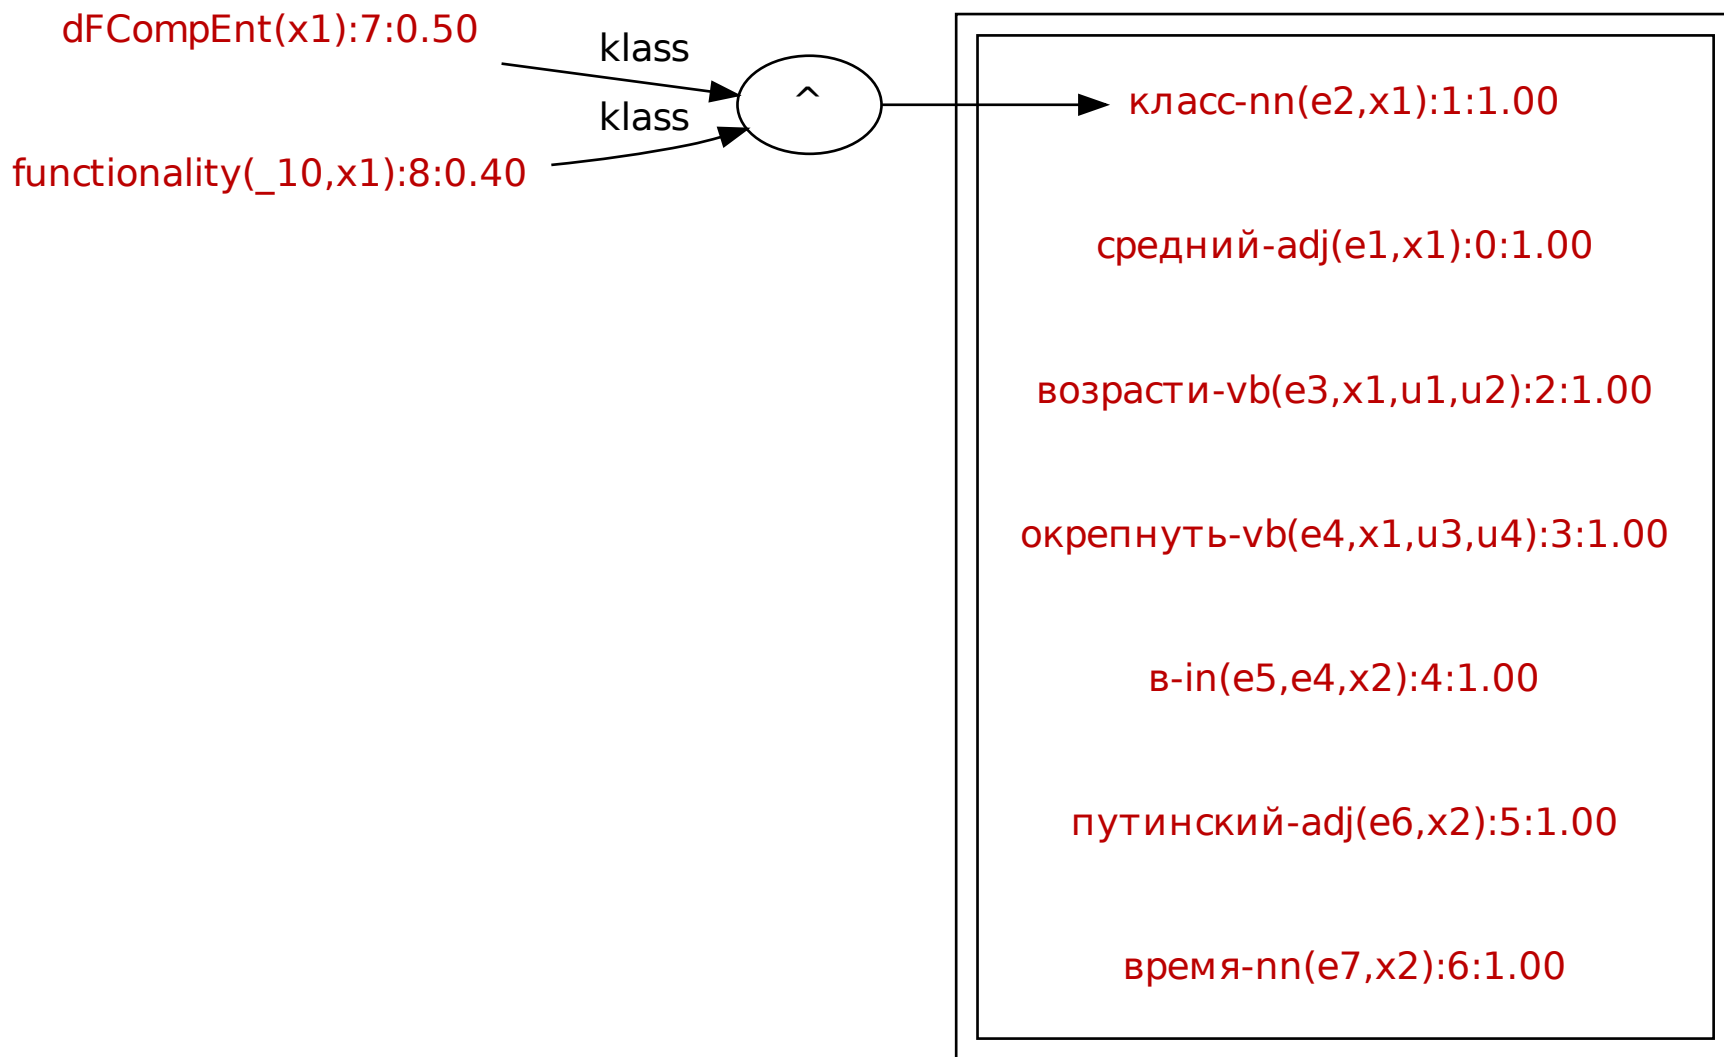 dFCompEnt(x1):7:0.50
klass
^
klass
functionality(_10,x1):8:0.40
класс-nn(e2,x1):1:1.00
средний-adj(e1,x1):0:1.00
возрасти-vb(e3,x1,u1,u2):2:1.00
окрепнуть-vb(e4,x1,u3,u4):3:1.00
в-in(e5,e4,x2):4:1.00
путинский-adj(e6,x2):5:1.00
время-nn(e7,x2):6:1.00